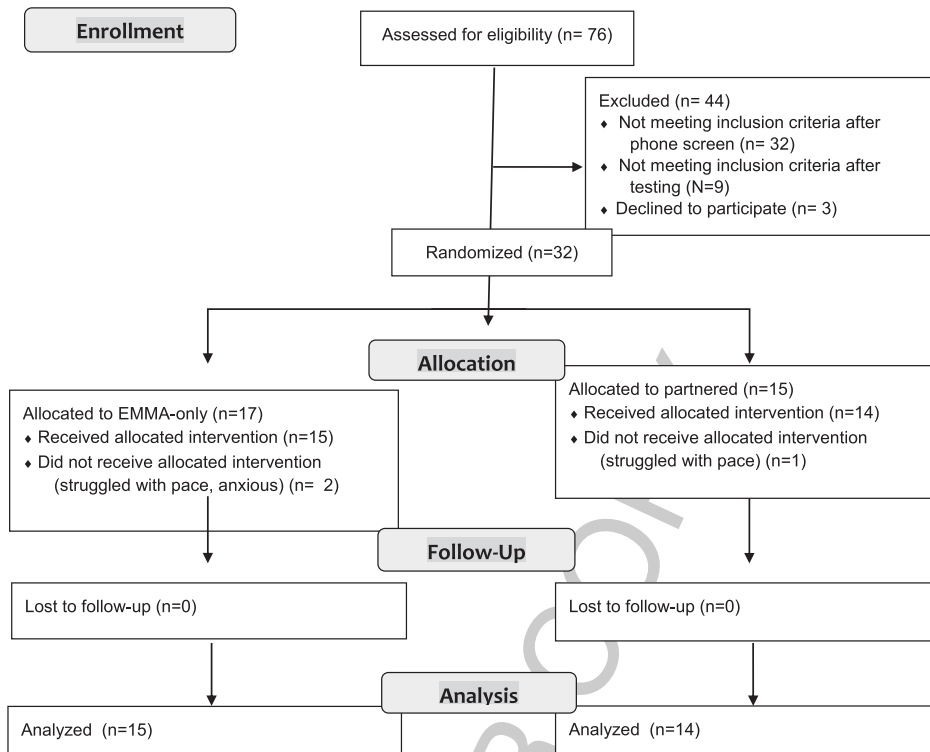 Enrollment
Assessed for eligibility (n= 76)
Excluded (n= 44)
♦ Not meeting inclusion criteria after
phone screen (n= 32)
♦ Not meeting inclusion criteria after
testing (N=9)
♦ Declined to participate (n= 3)
Randomized (n=32)
Allocation
Allocated to EMMA-only (n=17)
♦ Received allocated intervention (n=15)
♦ Did not receive allocated intervention
(struggled with pace, anxious) (n= 2)
Allocated to partnered (n=15)
♦ Received allocated intervention (n=14)
♦ Did not receive allocated intervention
(struggled with pace) (n=1)
Follow-Up
Lost to follow-up (n=0)
Lost to follow-up (n=0)
Analysis
Analyzed (n=15)
Analyzed (n=14)